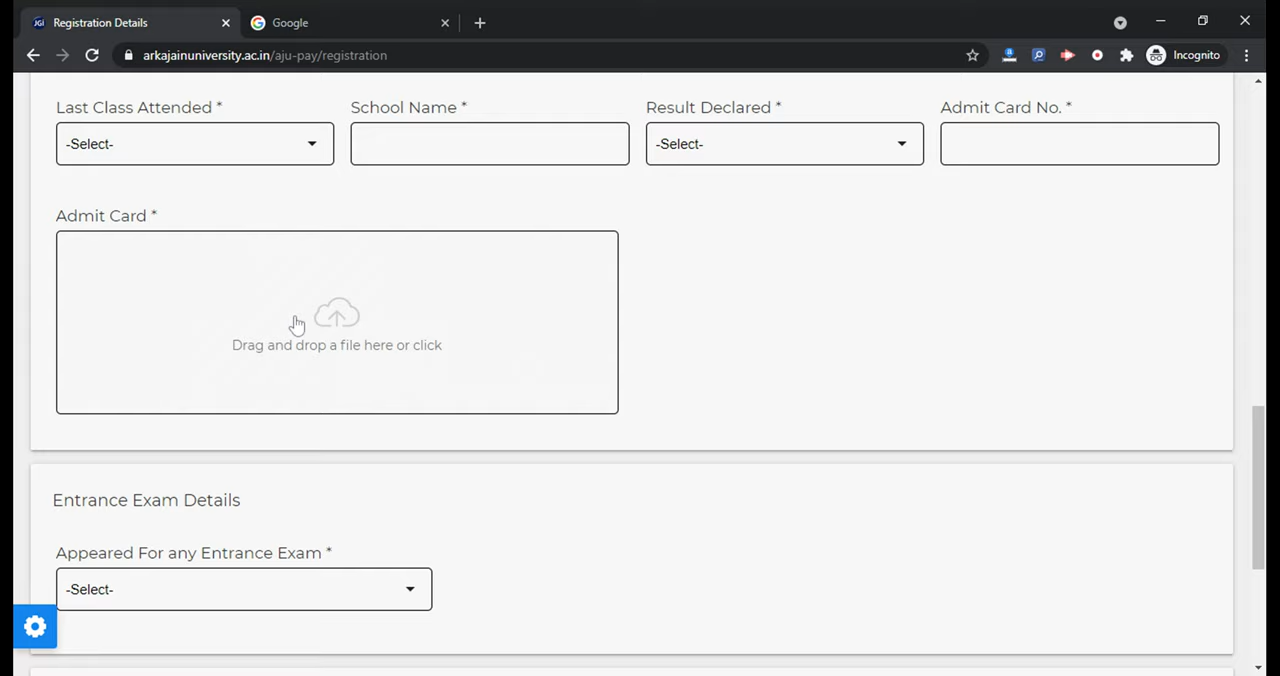 JGI Registration Details
Google
arkajainuniversity.ac.in/aju-pay/registration
Incognito
Last Class Attended *
School Name *
Result Declared *
Admit Card No. *
-Select-
-Select-
Admit Card *
Drag and drop a file here or click
Entrance Exam Details
Appeared For any Entrance Exam *
-Select-